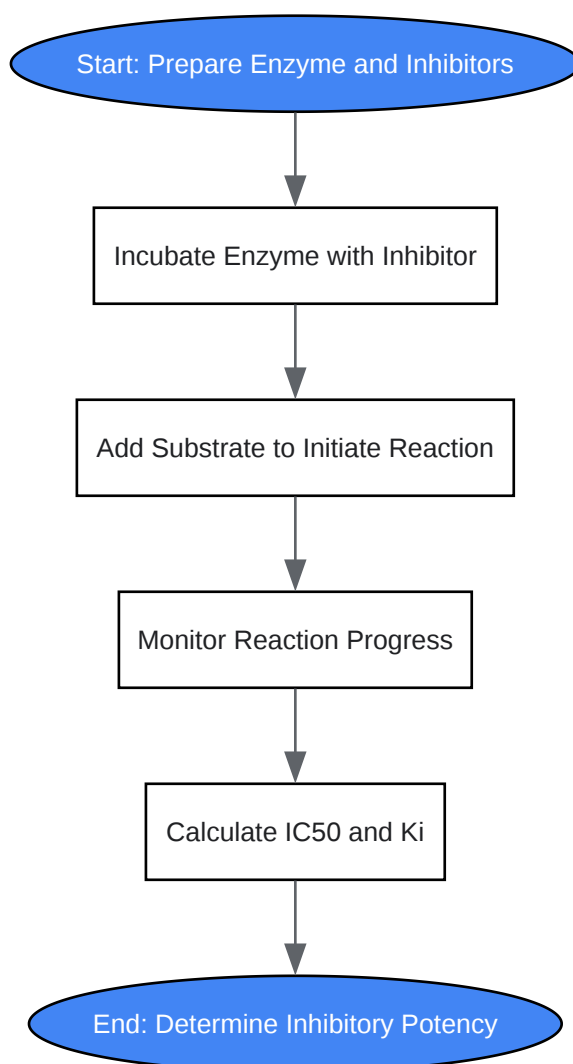 Start: Prepare Enzyme and Inhibitors
Incubate Enzyme with Inhibitor
Add Substrate to Initiate Reaction
Monitor Reaction Progress
Calculate IC50 and Ki
End: Determine Inhibitory Potency